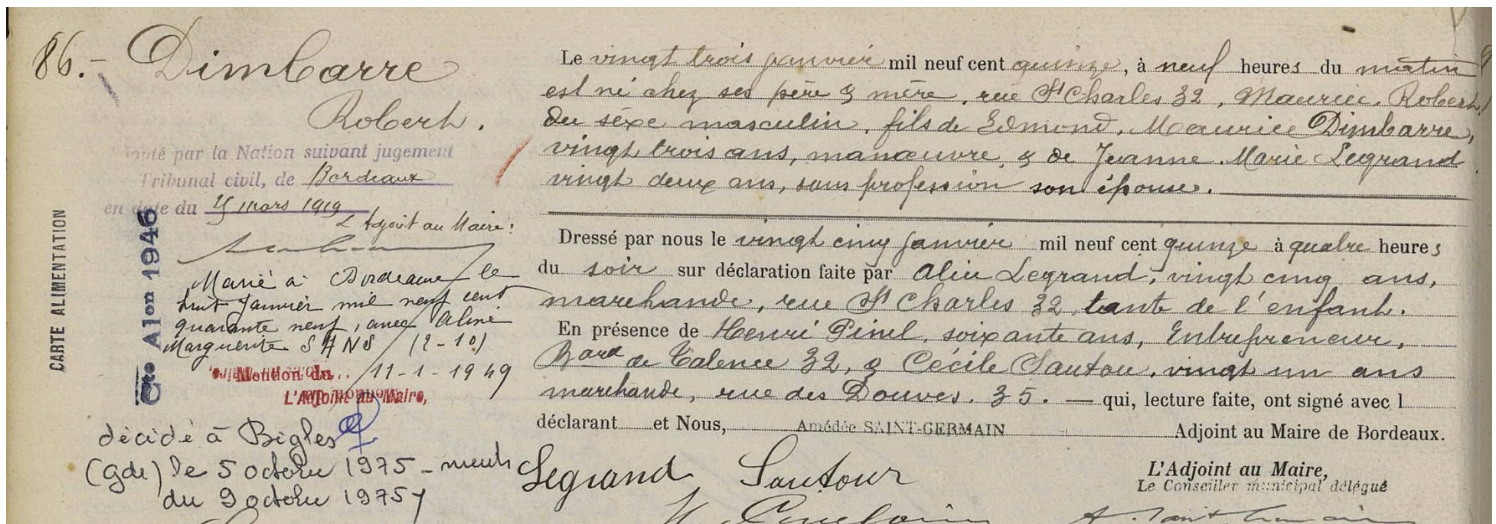 86.- Dimbarre
Robert.
adopté par la Nation suivant jugement
Tribunal civil, de Bordeaux
en date du 5 mars 1919
L'Adjoint au Maire:
CARTE ALIMENTATION
Cte Alon 1946
Marié à Bordeaux le
huit Janvier mil neuf cent
quarante neuf, avec Aline
Marguerite SANS (2-10)
Mention du 11-1-1949
L'Adjoint au Maire,
décidé à Bègles
(gde) le 5 octobre 1975 - ment
du 9 octobre 1975
Le vingt trois janvier mil neuf cent quinze, à neuf heures du matin
est né chez ses père & mère, rue St Charles 32, Maurice, Robert,
du séxe masculin, fils de Edmond, Maurice Dimbarre,
vingt trois ans, manœuvre, & de Jeanne Marie Legrand
vingt deux ans, sans profession son épouse.
Dressé par nous le vingt cinq janvier mil neuf cent quinze à quatre heures
du soir sur déclaration faite par Alice Legrand, vingt cinq ans,
marchande, rue St Charles 32, tante de l'enfant.
En présence de Henri Pinel, soixante ans, Entrepreneur,
Bard de Talence 32, & Cécile Sautou, vingt un ans
marchande, rue des Douves. 35. — qui, lecture faite, ont signé avec l
déclarant et Nous, Amédée SAINT-GERMAIN Adjoint au Maire de Bordeaux.
L'Adjoint au Maire,
Le Conseiller municipal délégué
Legrand Sautour